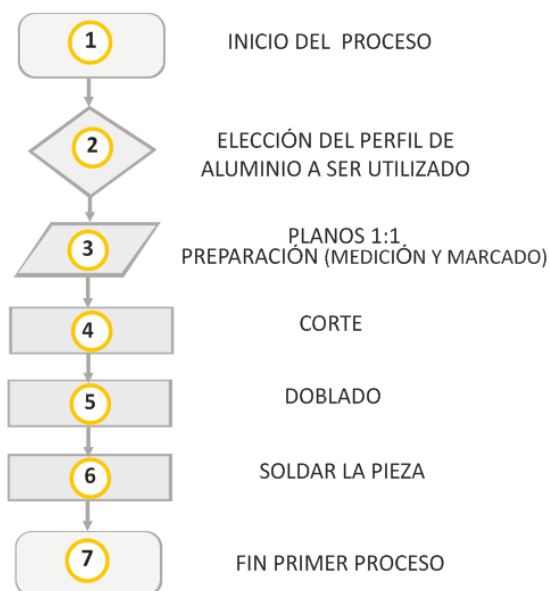 1
INICIO DEL PROCESO
2
ELECCIÓN DEL PERFIL DE
ALUMINIO A SER UTILIZADO
3
PLANOS 1:1
PREPARACIÓN (MEDICIÓN Y MARCADO)
4
CORTE
5
DOBLADO
6
SOLDAR LA PIEZA
7
FIN PRIMER PROCESO